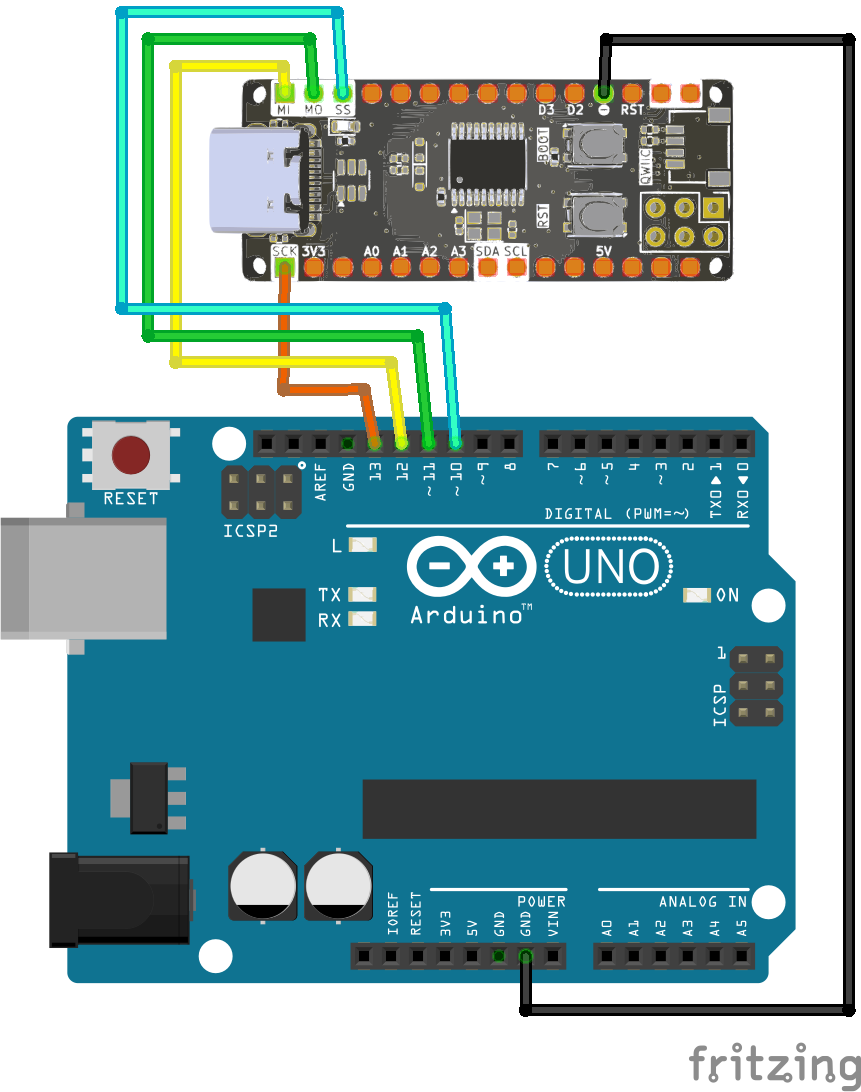 MI MO SS
D3 D2 RST
BOOT
QWIIC
RST
SCK 3V3 A0 A1 A2 A3 SDA SCL 5V
RESET
ICSP2
AREF
GND
13
12
~11
~10
~9
8
7
~6
~5
4
~3
2
TX0▶1
RX0◀0
DIGITAL (PWM=~)
L
TX
RX
Arduino™
UNO
ON
1
ICSP
IOREF
RESET
3V3
5V
GND
GND
VIN
POWER
ANALOG IN
A0
A1
A2
A3
A4
A5
fritzing